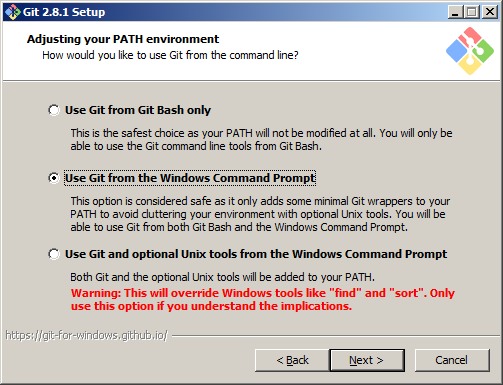 Git 2.8.1 Setup
Adjusting your PATH environment
How would you like to use Git from the command line?
Use Git from Git Bash only
This is the safest choice as your PATH will not be modified at all. You will only be
able to use the Git command line tools from Git Bash.
Use Git from the Windows Command Prompt
This option is considered safe as it only adds some minimal Git wrappers to your
PATH to avoid cluttering your environment with optional Unix tools. You will be
able to use Git from both Git Bash and the Windows Command Prompt.
Use Git and optional Unix tools from the Windows Command Prompt
Both Git and the optional Unix tools will be added to your PATH.
Warning: This will override Windows tools like "find" and "sort". Only
use this option if you understand the implications.
https://git-for-windows.github.io/
< Back
Next >
Cancel